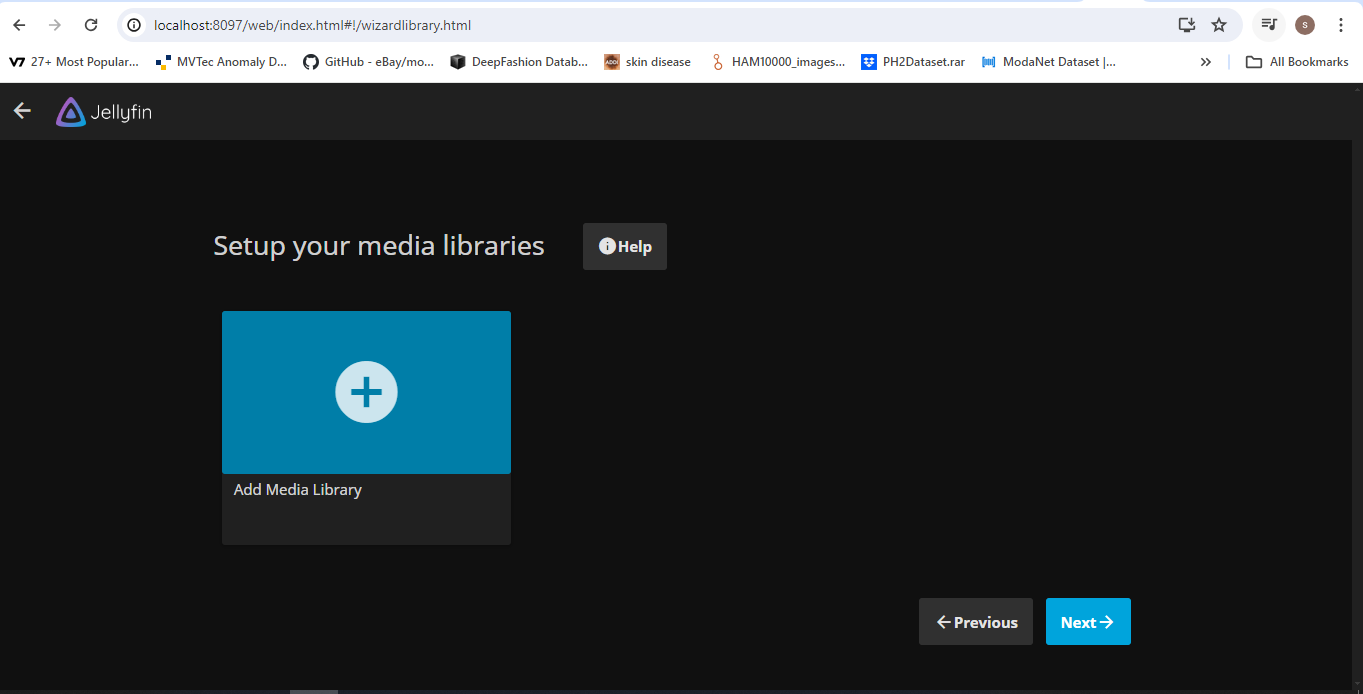 localhost:8097/web/index.html#!/wizardlibrary.html
S
27+ Most Popular... MVTec Anomaly D... GitHub - eBay/mo... DeepFashion Datab... skin disease HAM10000_images... PH2Dataset.rar ModaNet Dataset |... » All Bookmarks
Jellyfin
Setup your media libraries Help
Add Media Library
Previous Next